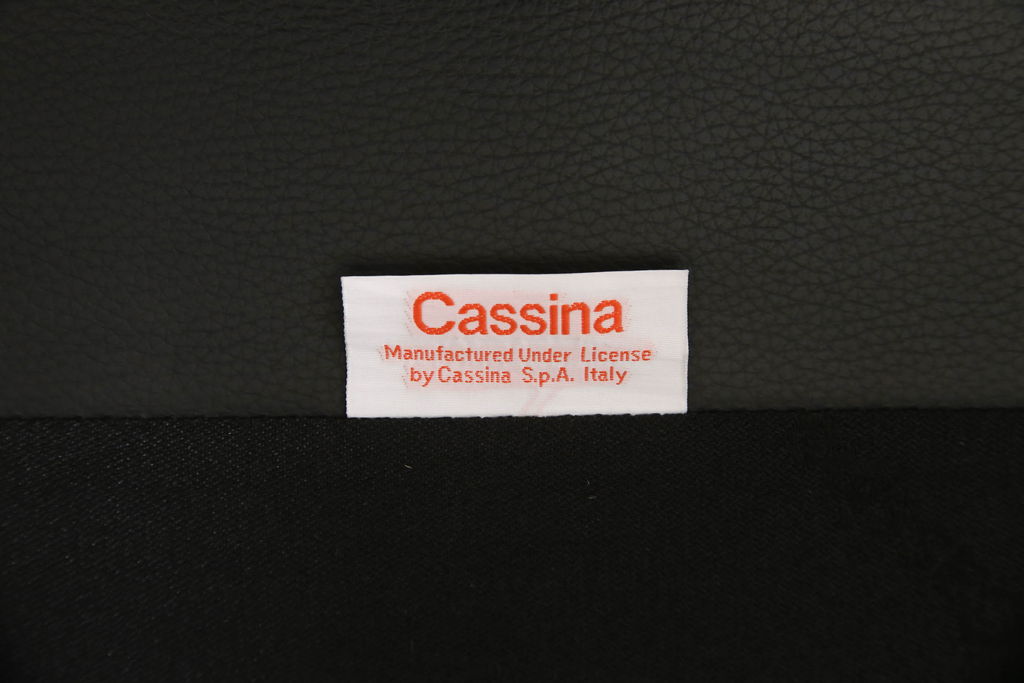 Cassina
Manufactured Under License
by Cassina S.p.A. Italy